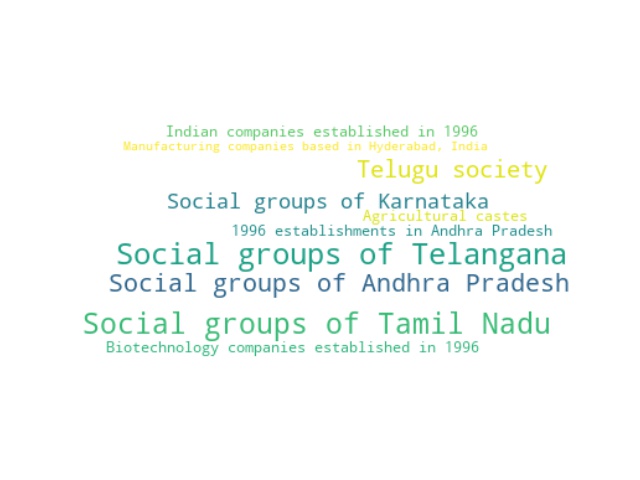 Indian companies established in 1996
Manufacturing companies based in Hyderabad, India
Telugu society
Social groups of Karnataka
Agricultural castes
1996 establishments in Andhra Pradesh
Social groups of Telangana
Social groups of Andhra Pradesh
Social groups of Tamil Nadu
Biotechnology companies established in 1996